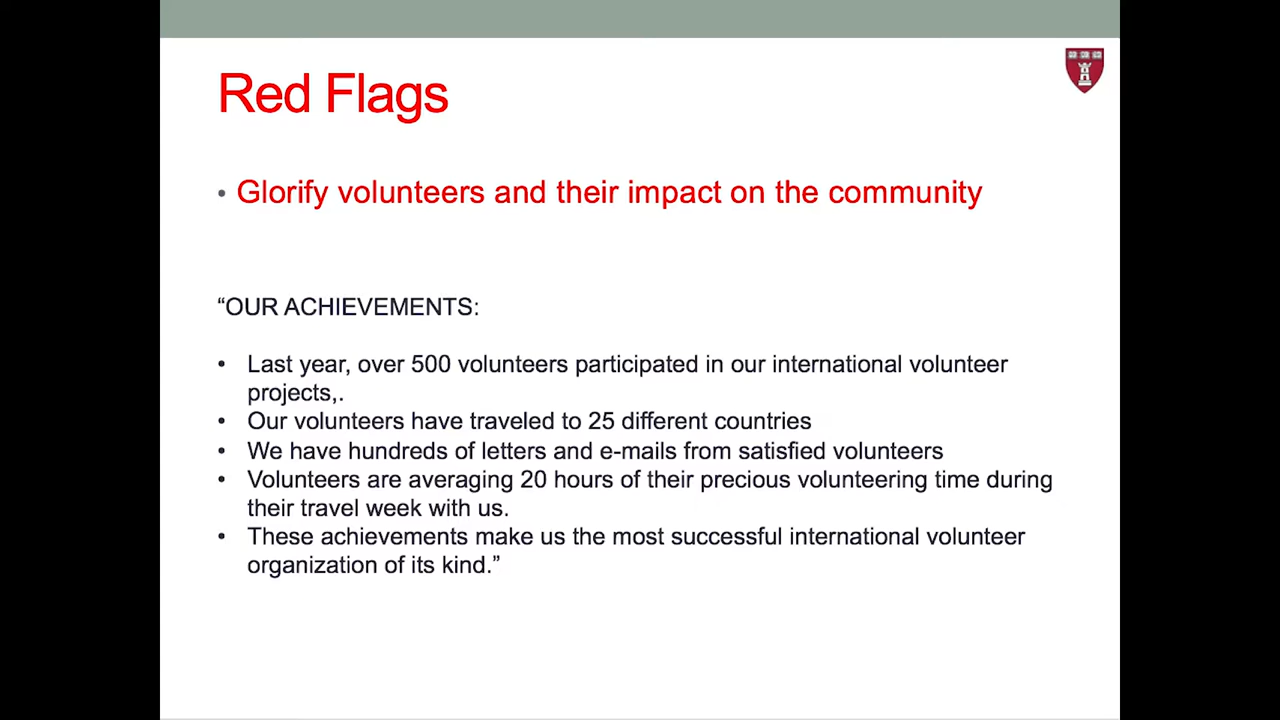 Red Flags
• Glorify volunteers and their impact on the community
“OUR ACHIEVEMENTS:
• Last year, over 500 volunteers participated in our international volunteer
projects,.
• Our volunteers have traveled to 25 different countries
• We have hundreds of letters and e-mails from satisfied volunteers
• Volunteers are averaging 20 hours of their precious volunteering time during
their travel week with us.
• These achievements make us the most successful international volunteer
organization of its kind.”